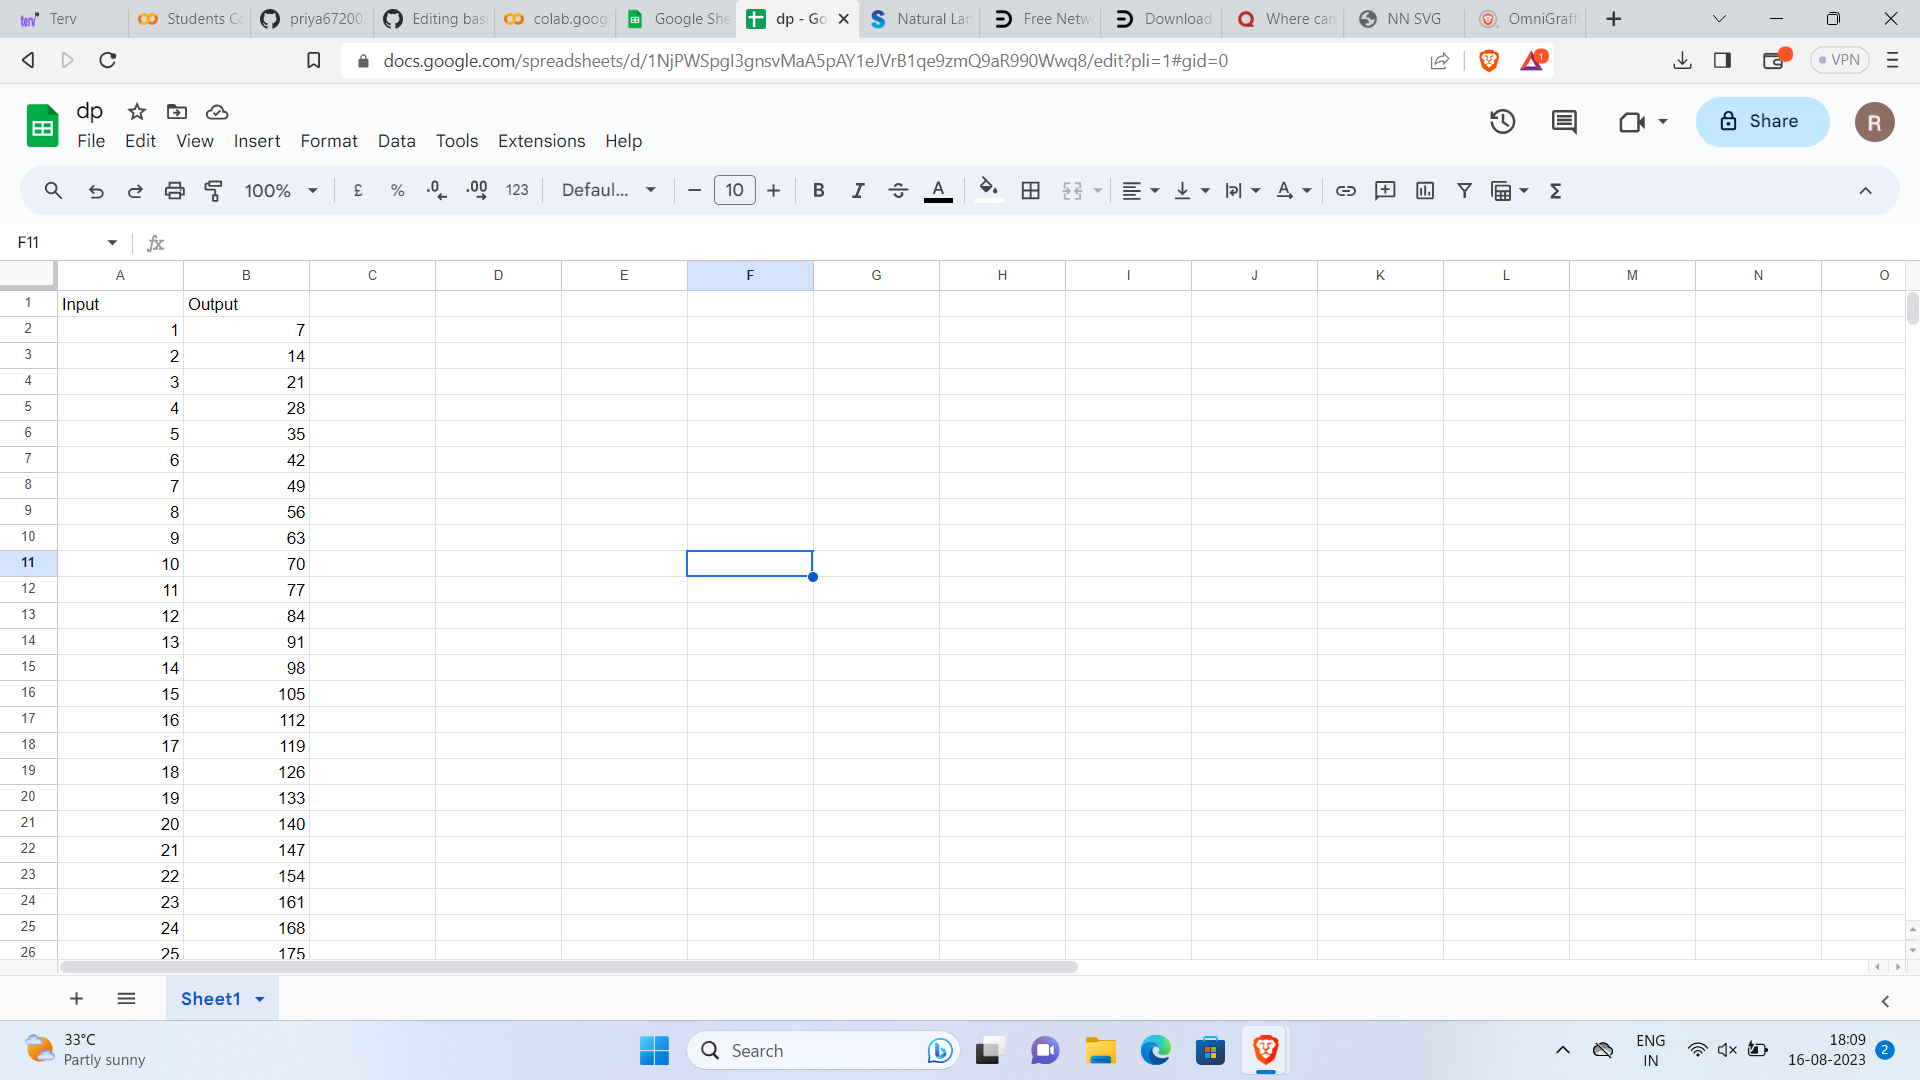 terv Terv
Students Co
priya67200
Editing bas
colab.goog
Google She
dp - Go
Natural Lan
Free Netw
Download
Where can
NN SVG
OmniGraff
docs.google.com/spreadsheets/d/1NjPWSpgI3gnsvMaA5pAY1eJVrB1qe9zmQ9aR990Wwq8/edit?pli=1#gid=0
1
VPN
dp
File Edit View Insert Format Data Tools Extensions Help
Share
R
100% £ % .0 .00 123 Defaul... 10 B I S A A Σ
F11 fx
A B C D E F G H I J K L M N O
1 Input Output
2 1 7
3 2 14
4 3 21
5 4 28
6 5 35
7 6 42
8 7 49
9 8 56
10 9 63
11 10 70
12 11 77
13 12 84
14 13 91
15 14 98
16 15 105
17 16 112
18 17 119
19 18 126
20 19 133
21 20 140
22 21 147
23 22 154
24 23 161
25 24 168
26 25 175
Sheet1
33°C
Partly sunny
Search
ENG
IN
18:09
16-08-2023
2